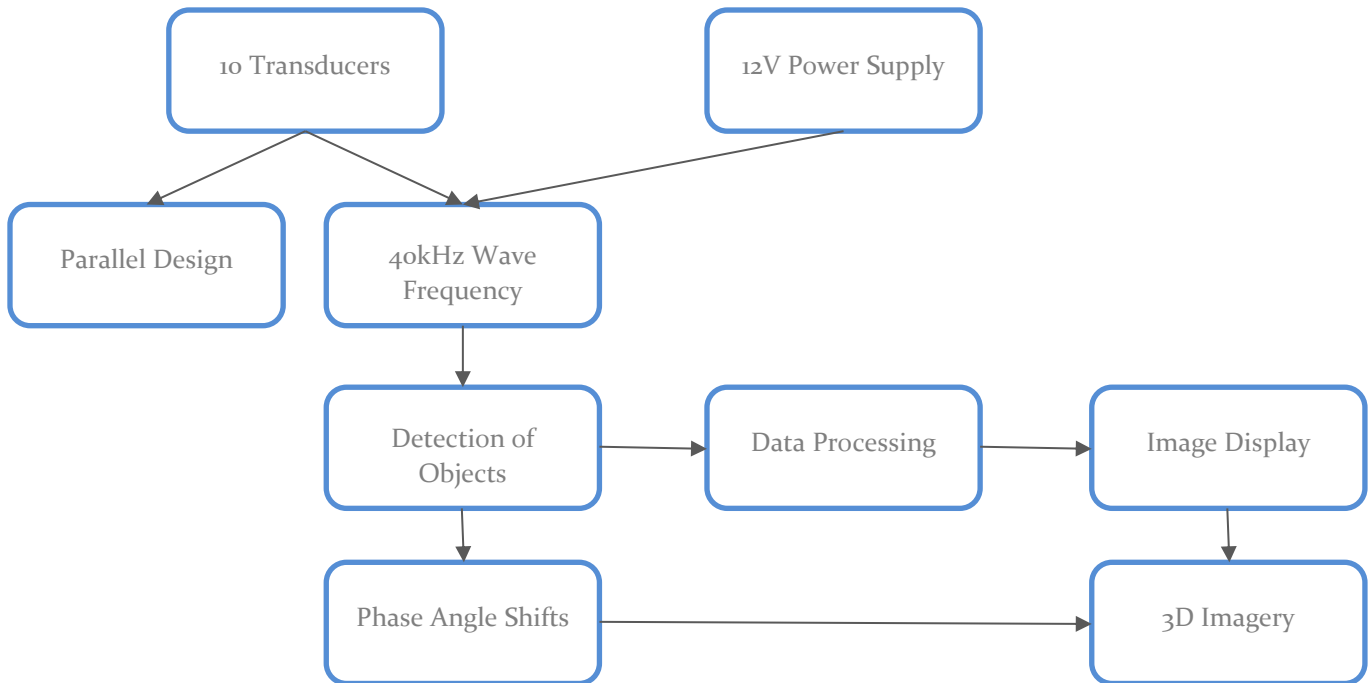 10 Transducers
12V Power Supply
Parallel Design
40kHz Wave
Frequency
Detection of
Objects
Data Processing
Image Display
Phase Angle Shifts
3D Imagery